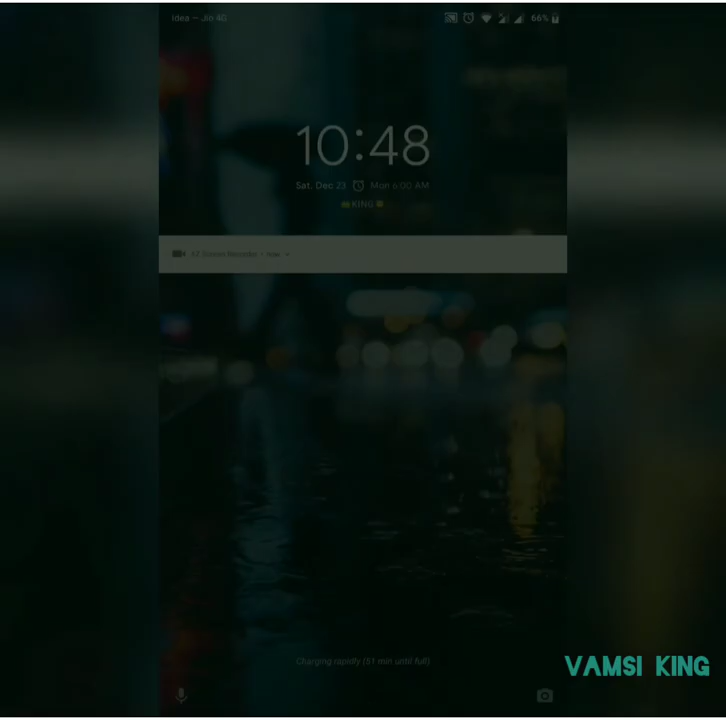 Idea — Jio 4G 66%
10:48
Sat, Dec 23 Mon 6:00 AM
KING
AZ Screen Recorder • now
Charging rapidly (51 min until full)
VAMSI KING